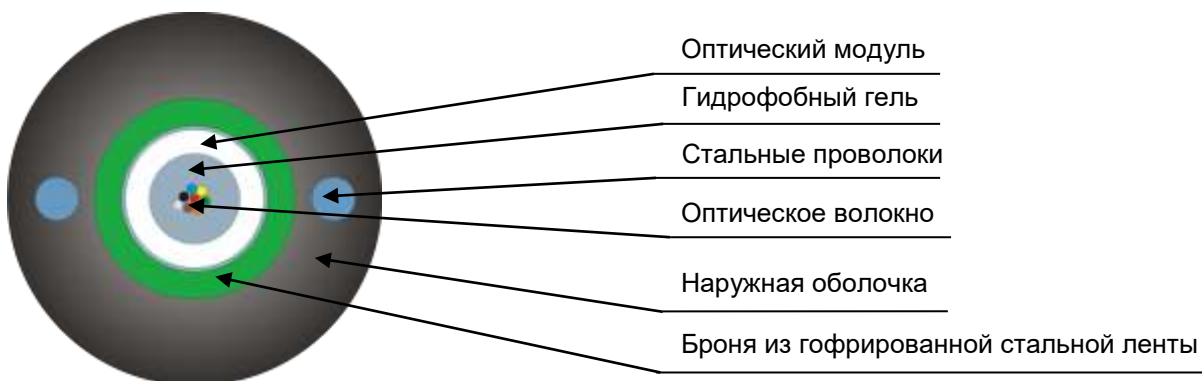 Оптический модуль
Гидрофобный гель
Стальные проволоки
Оптическое волокно
Наружная оболочка
Броня из гофрированной стальной ленты